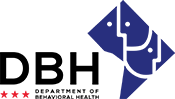 DBH
DEPARTMENT OF
BEHAVIORAL HEALTH